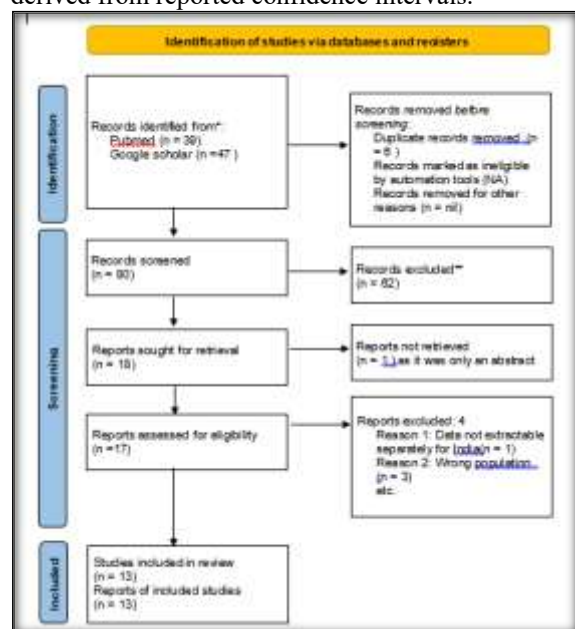 derived from reported confidence intervals.
Identification of studies via databases and registers
Identification
Records identified from*:
Pubmed (n = 39)
Google scholar (n =47 )
Records removed before
screening:
Duplicate records removed (n
= 6 )
Records marked as ineligible
by automation tools (NA)
Records removed for other
reasons (n = nil)
Screening
Records screened
(n = 80)
Records excluded**
(n = 62)
Reports sought for retrieval
(n = 18)
Reports not retrieved
(n = 1 ) as it was only an abstract
Reports assessed for eligibility
(n =17)
Reports excluded: 4
Reason 1: Data not extractable
separately for India(n = 1)
Reason 2: Wrong population
(n = 3)
etc.
Included
Studies included in review
(n = 13)
Reports of included studies
(n = 13)